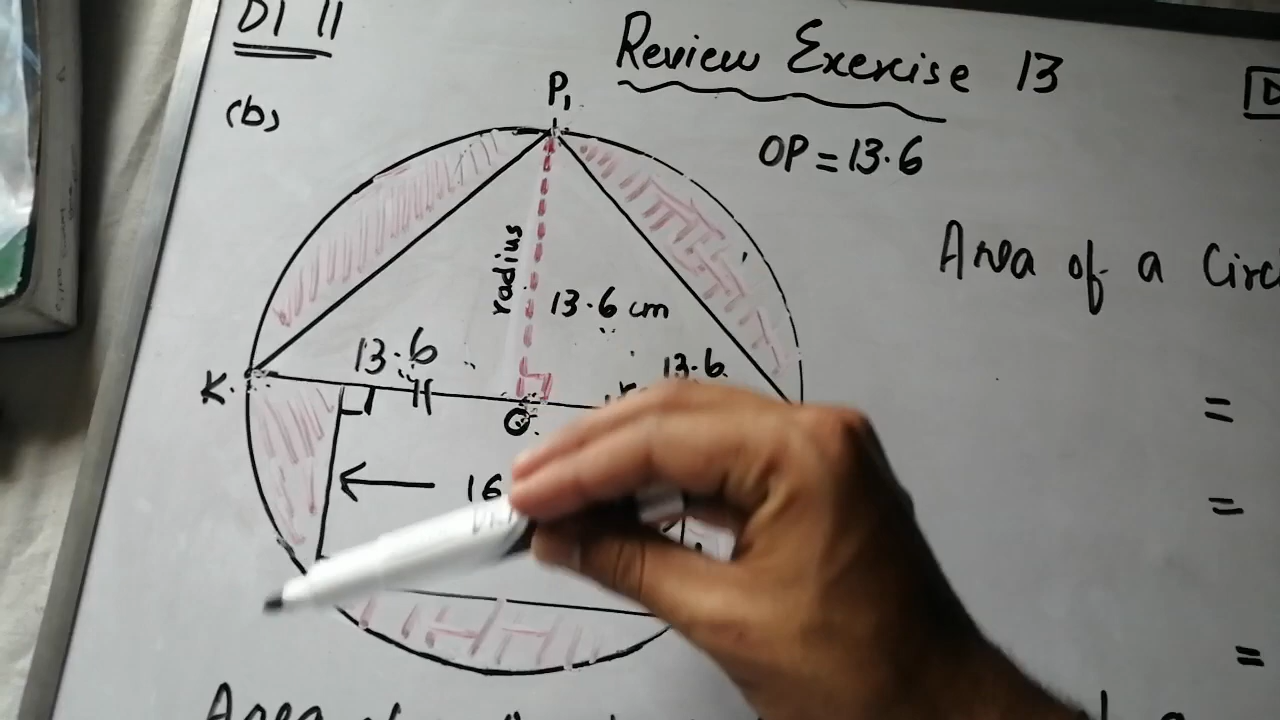 D1 11
Review Exercise 13
(b)
P,
OP = 13.6
Area of a Circ
radius
13.6 cm
13.6
13.6
K.
O
16
=
=
=
Area